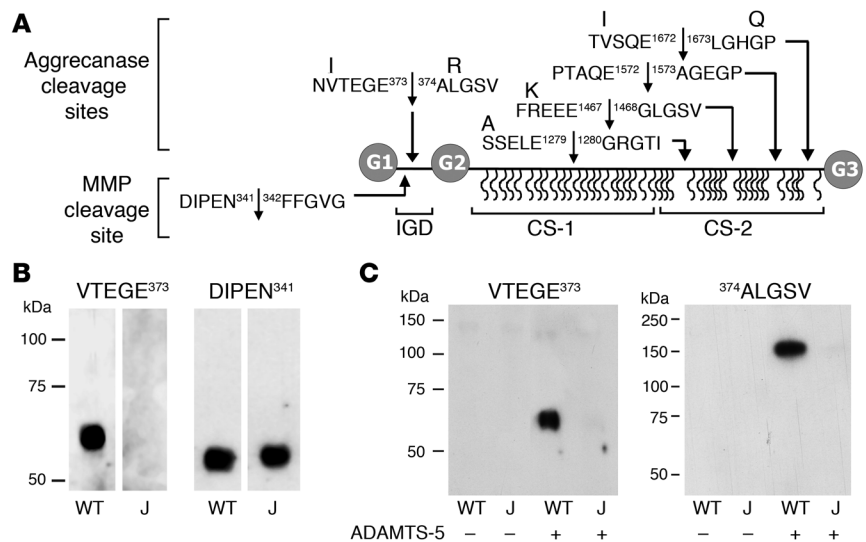 A
Aggrecanase
cleavage
sites
I Q
TVSQE1672 1673LGHGP
I R
PTAQE1572 1573AGEGP
NVTEGE373 374ALGSV
K
FREEE1467 1468GLGSV
A
SSELE1279 1280GRGTI
G1 G2 G3
MMP
cleavage
site
DIPEN341 342FFGVG
IGD CS-1 CS-2
B
VTEGE373 DIPEN341
kDa
100
75
50
WT J WT J
C
VTEGE373 374ALGSV
kDa
150
100
75
50
kDa
250
150
100
75
50
WT J WT J WT J WT J
ADAMTS-5 – – + + – – + +